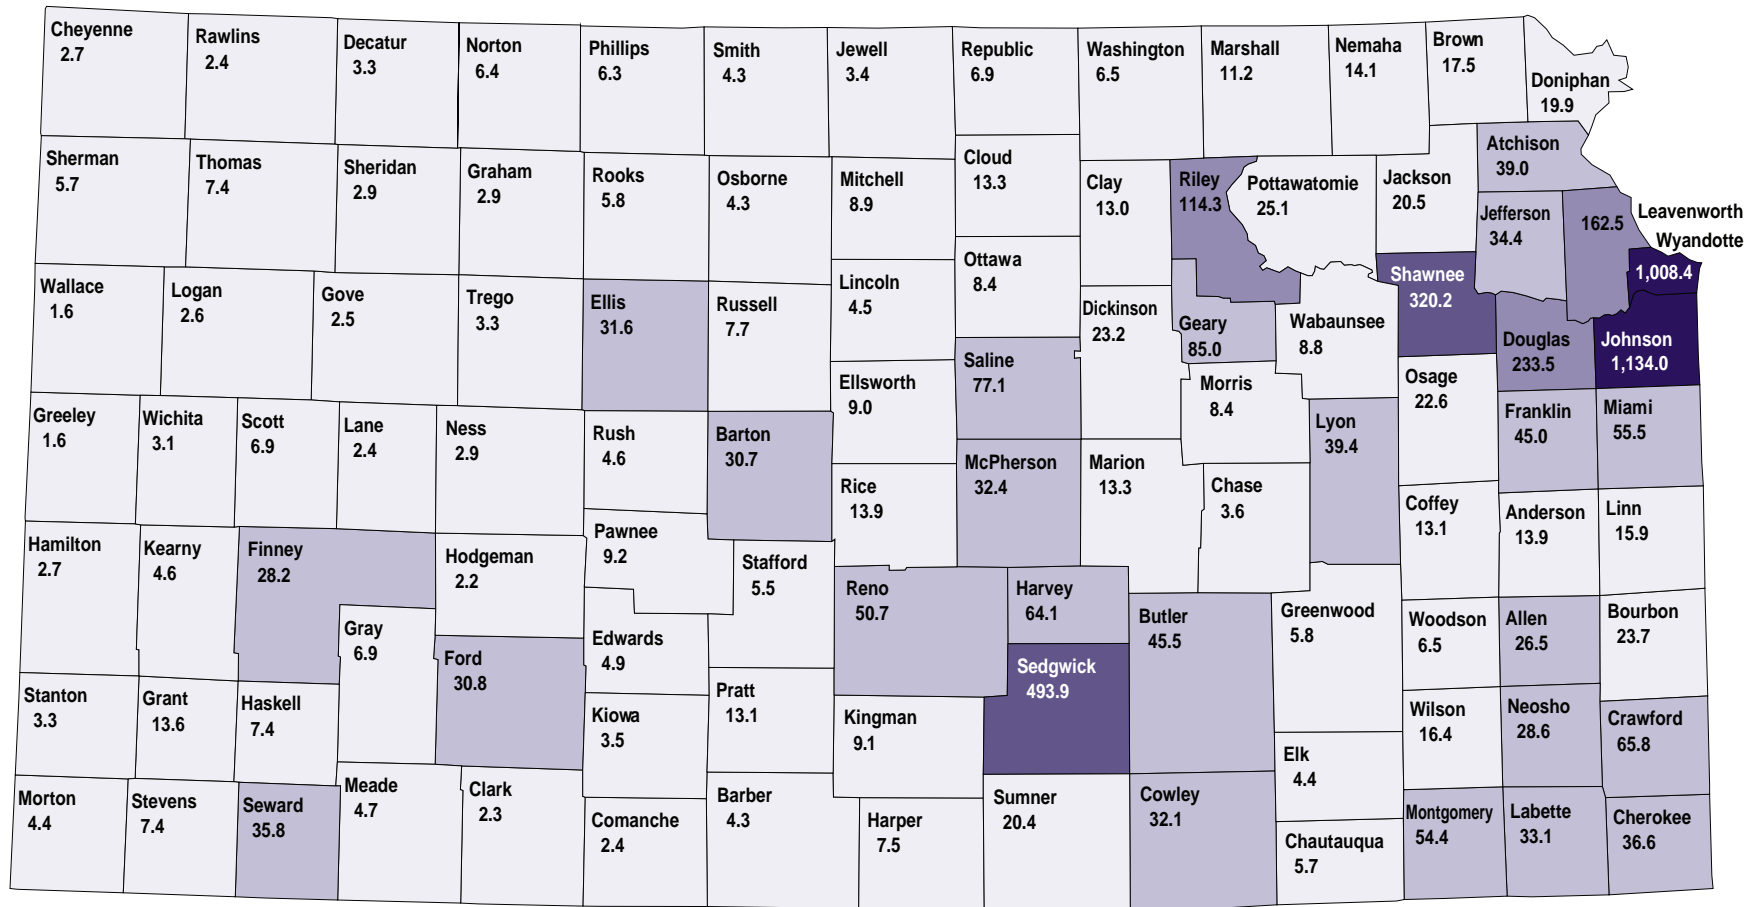 Cheyenne
2.7
Rawlins
2.4
Decatur
3.3
Norton
6.4
Phillips
6.3
Smith
4.3
Jewell
3.4
Republic
6.9
Washington
6.5
Marshall
11.2
Nemaha
14.1
Brown
17.5
Doniphan
19.9
Sherman
5.7
Thomas
7.4
Sheridan
2.9
Graham
2.9
Rooks
5.8
Osborne
4.3
Mitchell
8.9
Cloud
13.3
Clay
13.0
Riley
114.3
Pottawatomie
25.1
Jackson
20.5
Atchison
39.0
Jefferson
34.4
162.5
Leavenworth
Wyandotte
1,008.4
Wallace
1.6
Logan
2.6
Gove
2.5
Trego
3.3
Ellis
31.6
Russell
7.7
Lincoln
4.5
Ottawa
8.4
Dickinson
23.2
Geary
85.0
Wabaunsee
8.8
Shawnee
320.2
Douglas
233.5
Johnson
1,134.0
Saline
77.1
Ellsworth
9.0
Morris
8.4
Osage
22.6
Franklin
45.0
Miami
55.5
Greeley
1.6
Wichita
3.1
Scott
6.9
Lane
2.4
Ness
2.9
Rush
4.6
Barton
30.7
Rice
13.9
McPherson
32.4
Marion
13.3
Chase
3.6
Lyon
39.4
Coffey
13.1
Anderson
13.9
Linn
15.9
Hamilton
2.7
Kearny
4.6
Finney
28.2
Hodgeman
2.2
Pawnee
9.2
Stafford
5.5
Reno
50.7
Harvey
64.1
Butler
45.5
Greenwood
5.8
Woodson
6.5
Allen
26.5
Bourbon
23.7
Gray
6.9
Ford
30.8
Edwards
4.9
Sedgwick
493.9
Stanton
3.3
Grant
13.6
Haskell
7.4
Kiowa
3.5
Pratt
13.1
Kingman
9.1
Wilson
16.4
Neosho
28.6
Crawford
65.8
Elk
4.4
Morton
4.4
Stevens
7.4
Seward
35.8
Meade
4.7
Clark
2.3
Comanche
2.4
Barber
4.3
Harper
7.5
Sumner
20.4
Cowley
32.1
Chautauqua
5.7
Montgomery
54.4
Labette
33.1
Cherokee
36.6